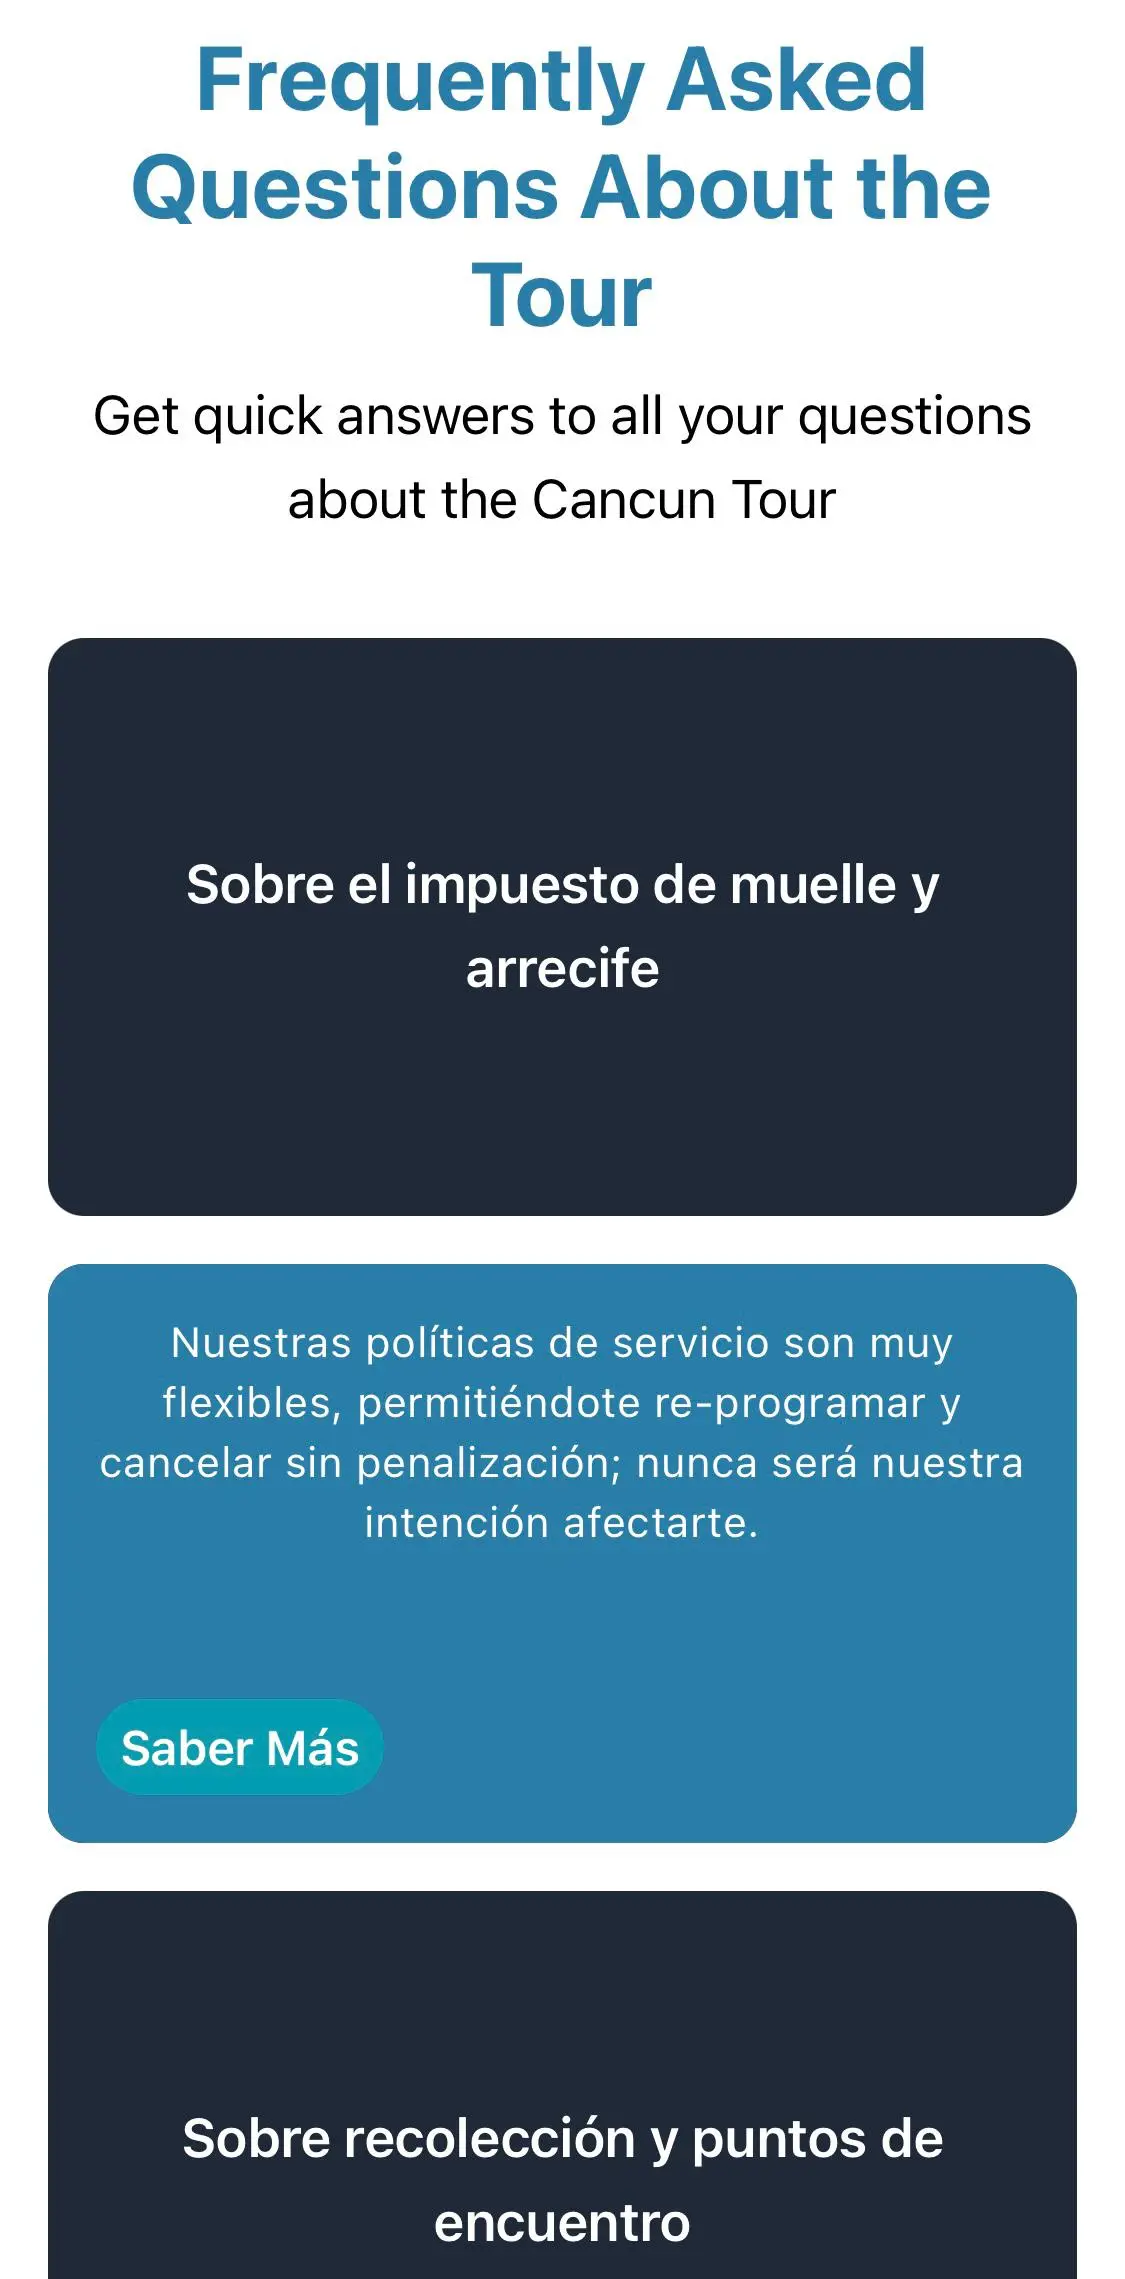 Frequently Asked
Questions About the
Tour
Get quick answers to all your questions
about the Cancun Tour
Sobre el impuesto de muelle y
arrecife
Nuestras políticas de servicio son muy
flexibles, permitiéndote re-programar y
cancelar sin penalización; nunca será nuestra
intención afectarte.
Saber Más
Sobre recolección y puntos de
encuentro